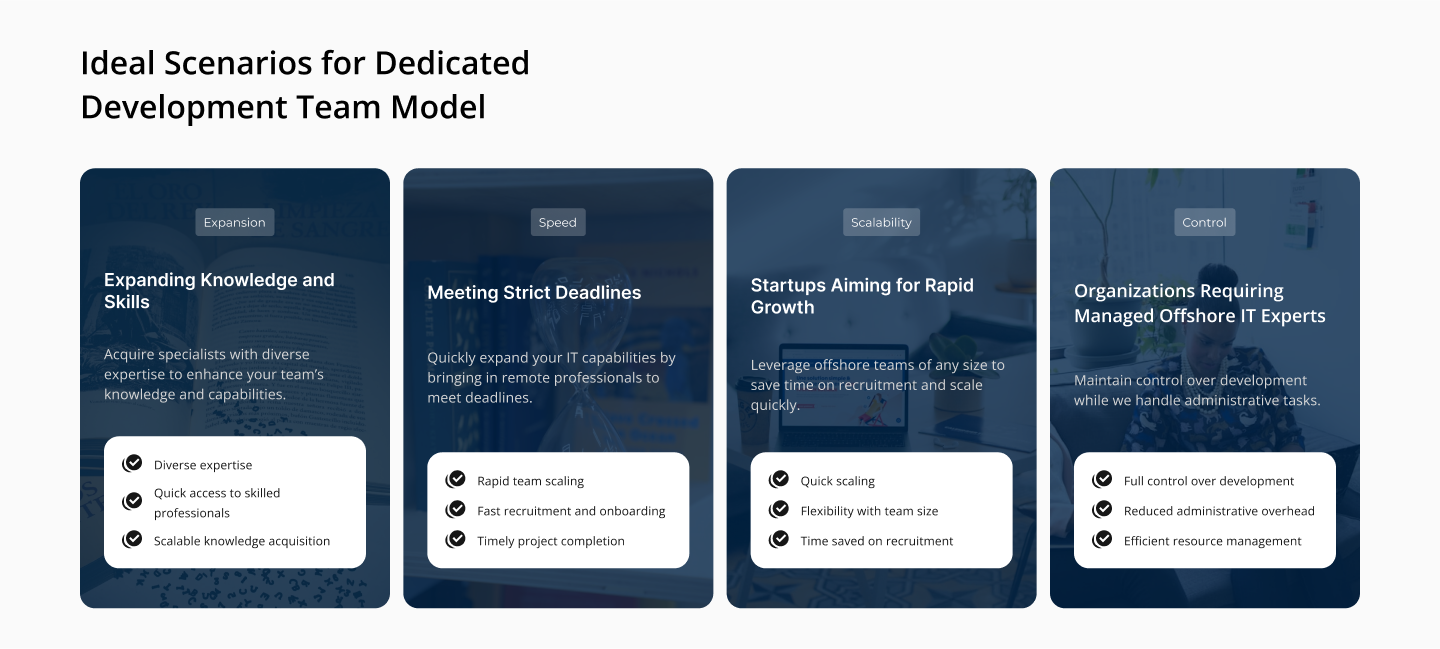 Ideal Scenarios for Dedicated
Development Team Model
Expansion
Expanding Knowledge and
Skills
Acquire specialists with diverse
expertise to enhance your team’s
knowledge and capabilities.
Diverse expertise
Quick access to skilled
professionals
Scalable knowledge acquisition
Speed
Meeting Strict Deadlines
Quickly expand your IT capabilities by
bringing in remote professionals to
meet deadlines.
Rapid team scaling
Fast recruitment and onboarding
Timely project completion
Scalability
Startups Aiming for Rapid
Growth
Leverage offshore teams of any size to
save time on recruitment and scale
quickly.
Quick scaling
Flexibility with team size
Time saved on recruitment
Control
Organizations Requiring
Managed Offshore IT Experts
Maintain control over development
while we handle administrative tasks.
Full control over development
Reduced administrative overhead
Efficient resource management